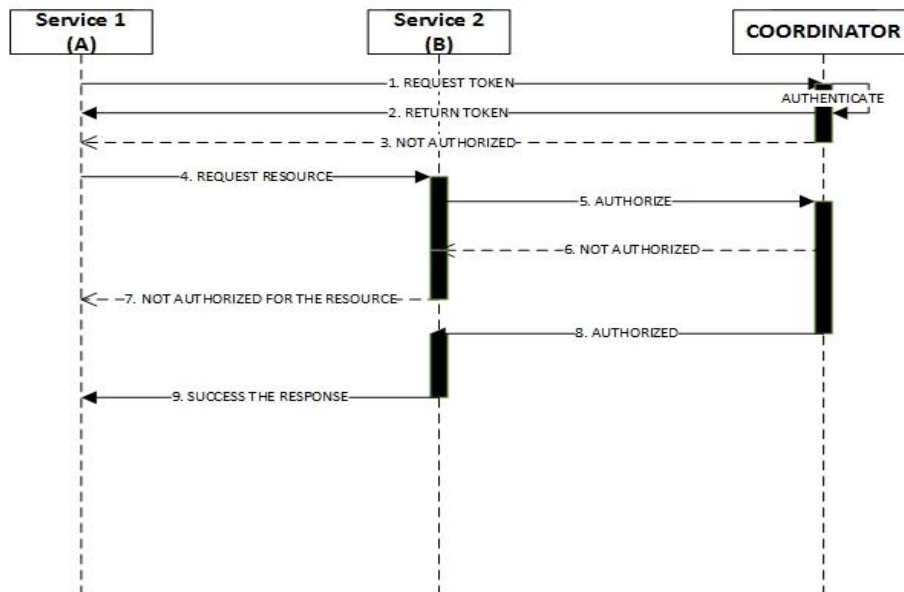 Service 1
(A)
Service 2
(B)
COORDINATOR
1. REQUEST TOKEN
AUTHENTICATE
2. RETURN TOKEN
3. NOT AUTHORIZED
4. REQUEST RESOURCE
5. AUTHORIZE
6. NOT AUTHORIZED
7. NOT AUTHORIZED FOR THE RESOURCE
8. AUTHORIZED
9. SUCCESS THE RESPONSE